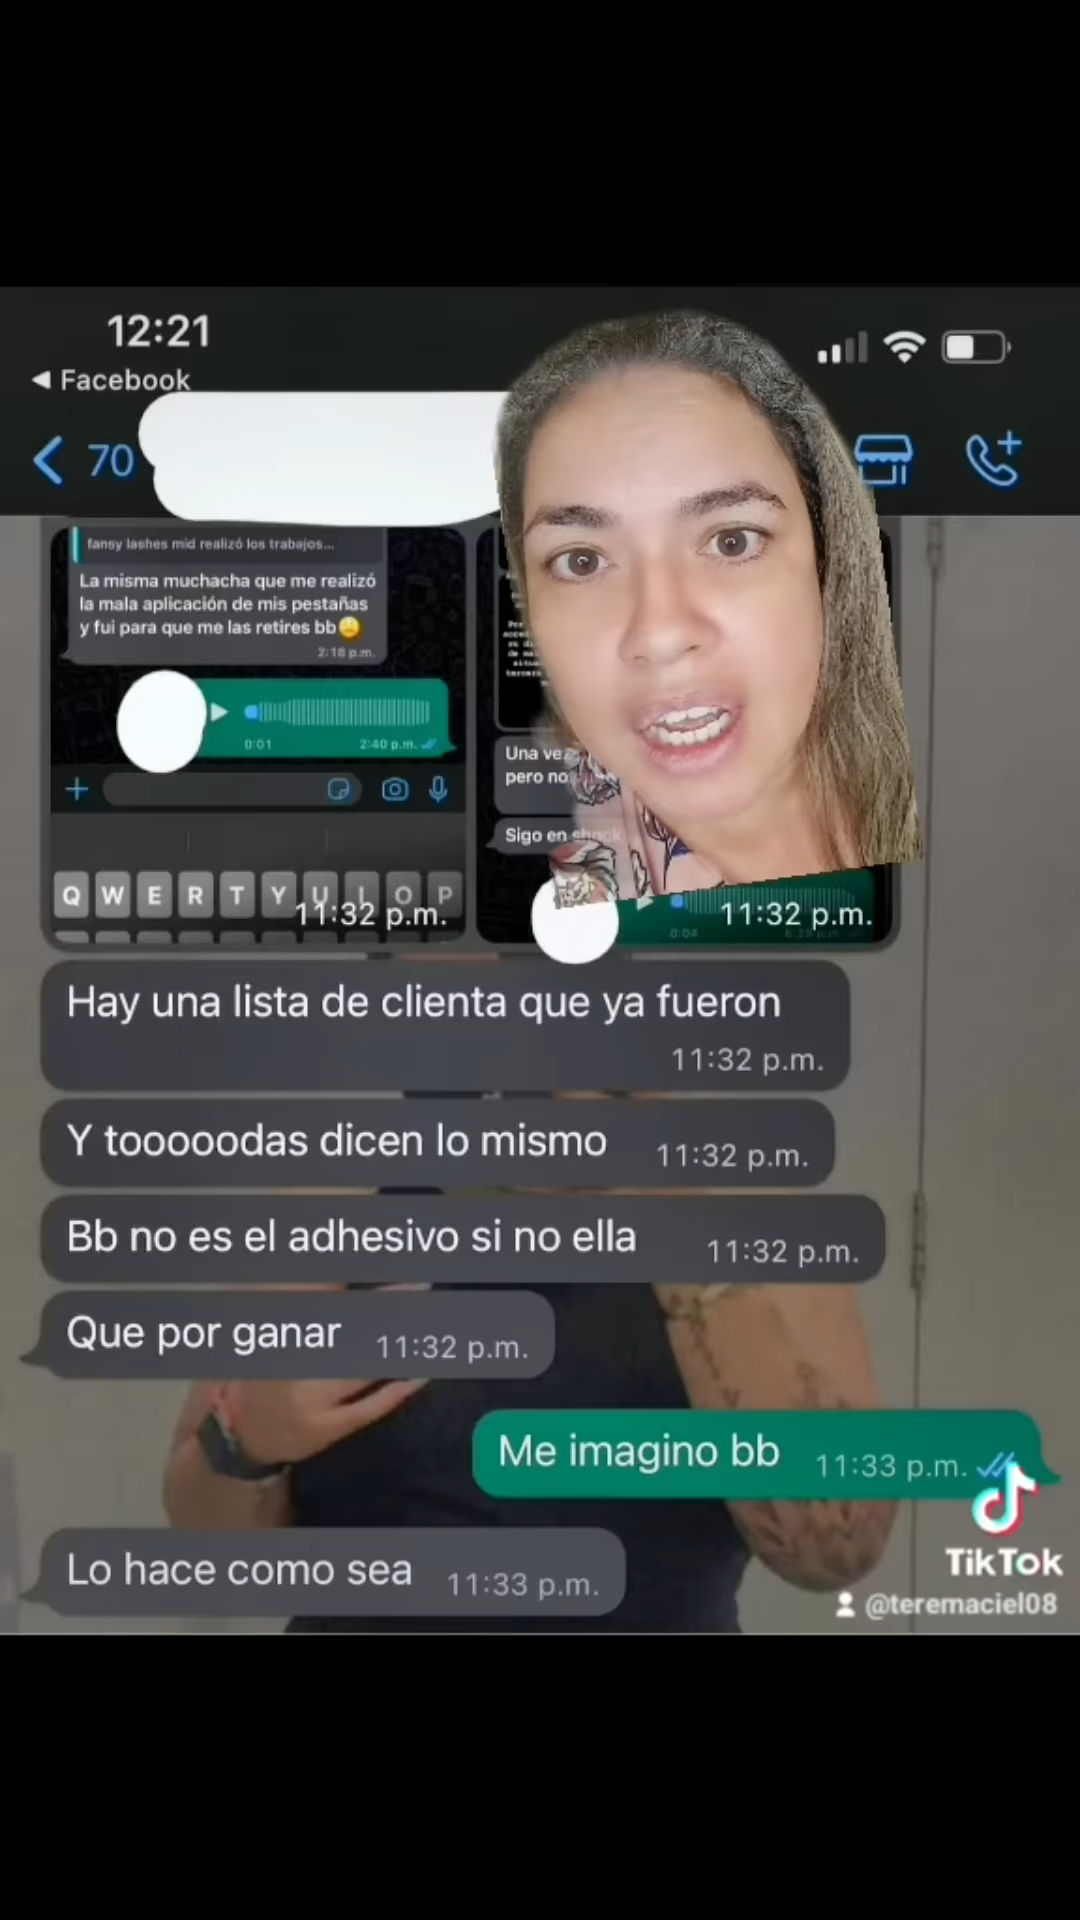 12:21
Facebook
70
fansy lashes mid realizó los trabajos...
La misma muchacha que me realizó
la mala aplicación de mis pestañas
y fui para que me las retires bb😥
2:18 p.m.
0:01
2:40 p.m.
Q W E R T Y U I O P
11:32 p.m.
Una vez
pero no
Sigo en shock
0:04
11:32 p.m.
Hay una lista de clienta que ya fueron
11:32 p.m.
Y tooooodas dicen lo mismo 11:32 p.m.
Bb no es el adhesivo si no ella 11:32 p.m.
Que por ganar 11:32 p.m.
Me imagino bb 11:33 p.m.
Lo hace como sea 11:33 p.m.
TikTok
@teremaciel08